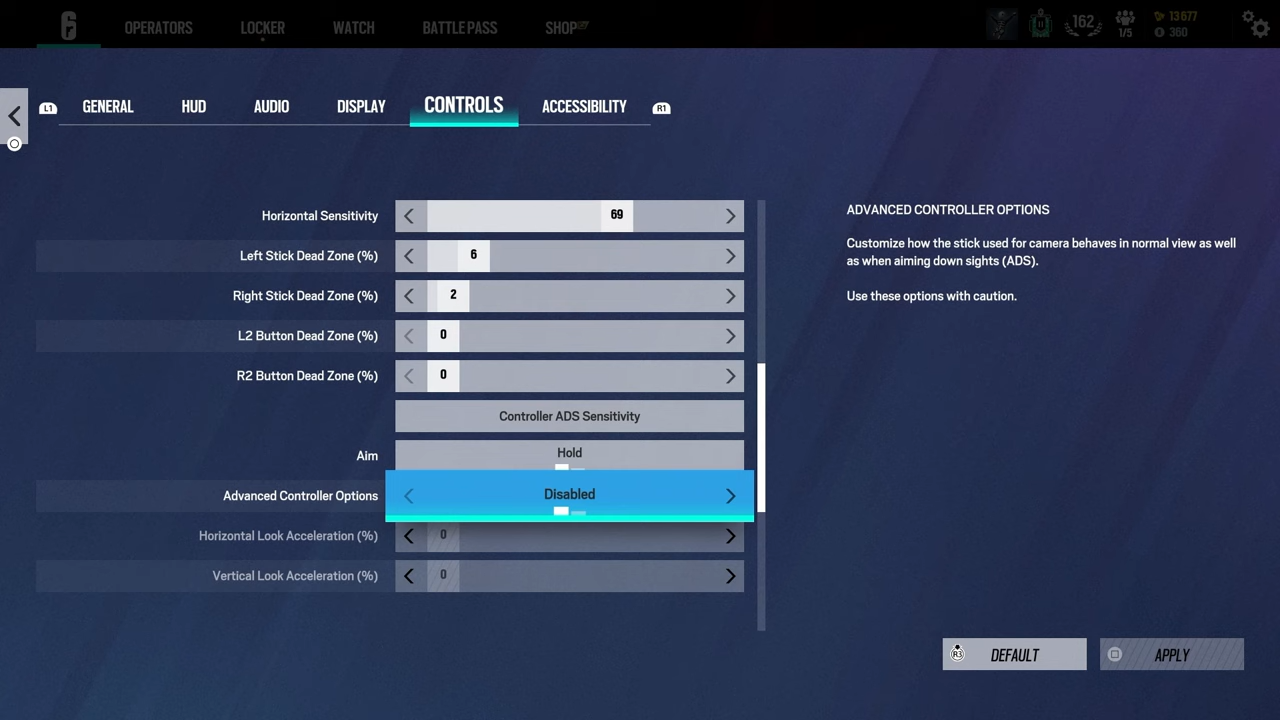 6
OPERATORS
LOCKER
WATCH
BATTLE PASS
SHOP
162
1/5
13 677
360
L1
GENERAL
HUD
AUDIO
DISPLAY
CONTROLS
ACCESSIBILITY
R1
Horizontal Sensitivity
69
Left Stick Dead Zone (%)
6
Right Stick Dead Zone (%)
2
L2 Button Dead Zone (%)
0
R2 Button Dead Zone (%)
0
Controller ADS Sensitivity
Aim
Hold
Advanced Controller Options
Disabled
Horizontal Look Acceleration (%)
0
Vertical Look Acceleration (%)
0
ADVANCED CONTROLLER OPTIONS
Customize how the stick used for camera behaves in normal view as well
as when aiming down sights (ADS).
Use these options with caution.
R3
DEFAULT
APPLY